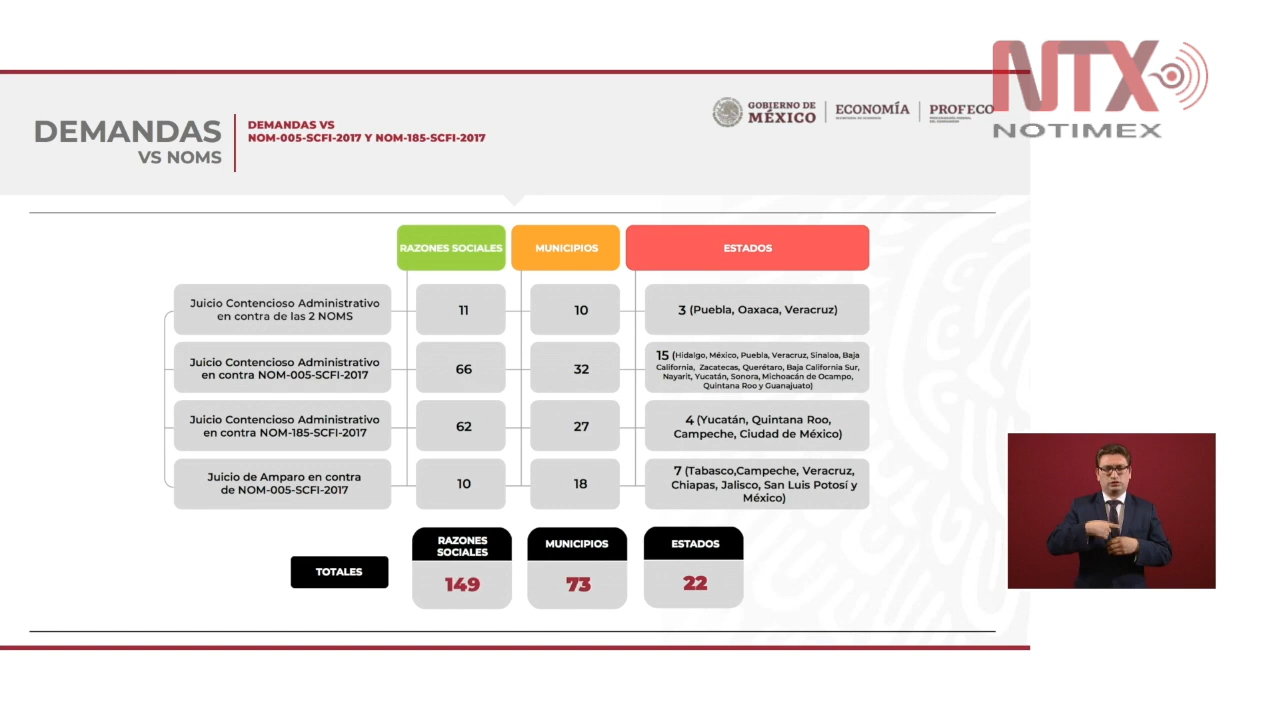 NTX
NOTIMEX
GOBIERNO DE
MÉXICO
ECONOMÍA
PROFECO
DEMANDAS
VS NOMS
DEMANDAS VS
NOM-005-SCFI-2017 Y NOM-185-SCFI-2017
RAZONES SOCIALES
MUNICIPIOS
ESTADOS
Juicio Contencioso Administrativo
en contra de las 2 NOMS
11
10
3 (Puebla, Oaxaca, Veracruz)
Juicio Contencioso Administrativo
en contra NOM-005-SCFI-2017
66
32
15 (Hidalgo, México, Puebla, Veracruz, Sinaloa, Baja
California, Zacatecas, Querétaro, Baja California Sur,
Nayarit, Yucatán, Sonora, Michoacán de Ocampo,
Quintana Roo y Guanajuato)
Juicio Contencioso Administrativo
en contra NOM-185-SCFI-2017
62
27
4 (Yucatán, Quintana Roo,
Campeche, Ciudad de México)
Juicio de Amparo en contra
de NOM-005-SCFI-2017
10
18
7 (Tabasco,Campeche, Veracruz,
Chiapas, Jalisco, San Luis Potosí y
México)
TOTALES
RAZONES
SOCIALES
149
MUNICIPIOS
73
ESTADOS
22